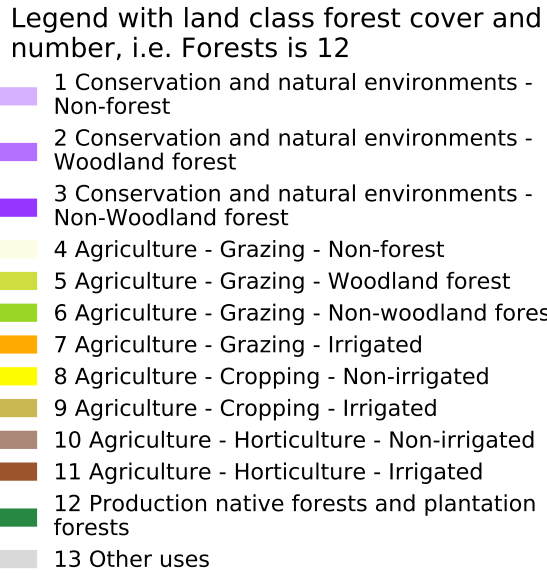 Legend with land class forest cover and
number, i.e. Forests is 12
1 Conservation and natural environments -
Non-forest
2 Conservation and natural environments -
Woodland forest
3 Conservation and natural environments -
Non-Woodland forest
4 Agriculture - Grazing - Non-forest
5 Agriculture - Grazing - Woodland forest
6 Agriculture - Grazing - Non-woodland fores
7 Agriculture - Grazing - Irrigated
8 Agriculture - Cropping - Non-irrigated
9 Agriculture - Cropping - Irrigated
10 Agriculture - Horticulture - Non-irrigated
11 Agriculture - Horticulture - Irrigated
12 Production native forests and plantation
forests
13 Other uses